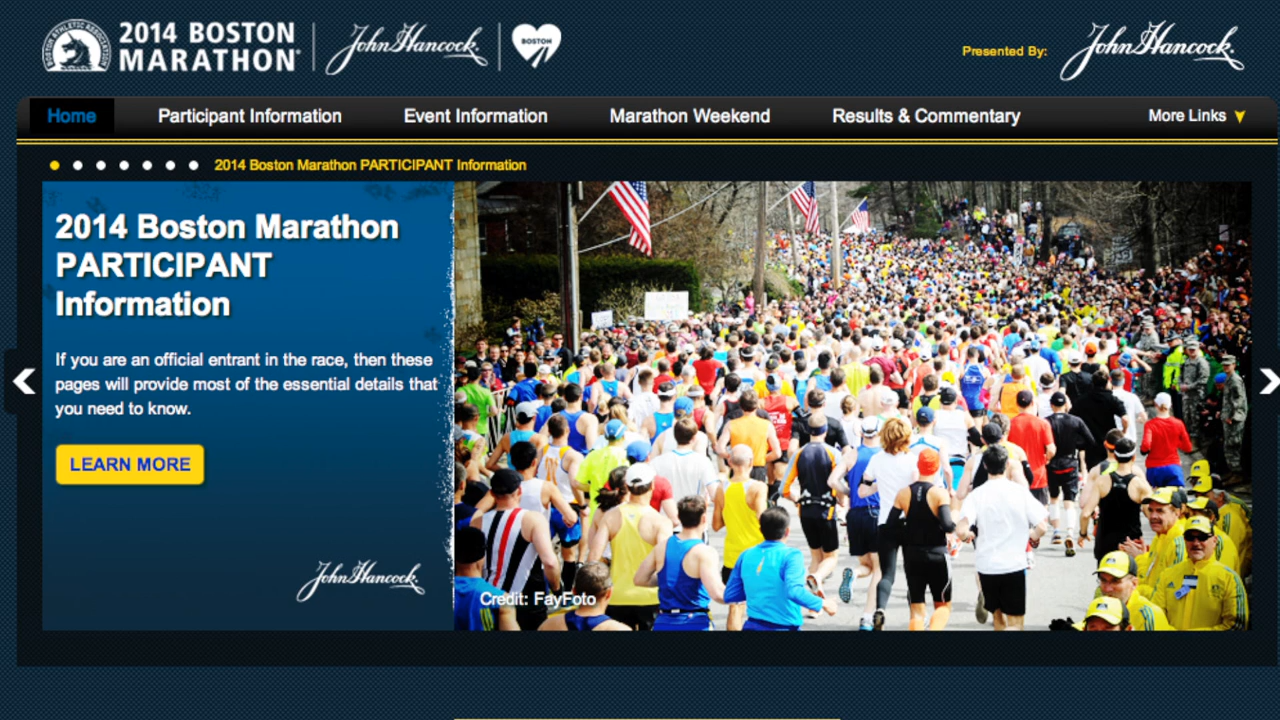 2014 BOSTON
MARATHON®
BOSTON ATHLETIC ASSOCIATION
John Hancock.
BOSTON
Presented By:
John Hancock.
Home
Participant Information
Event Information
Marathon Weekend
Results & Commentary
More Links
2014 Boston Marathon PARTICIPANT Information
2014 Boston Marathon
PARTICIPANT
Information
If you are an official entrant in the race, then these
pages will provide most of the essential details that
you need to know.
LEARN MORE
John Hancock.
Credit: FayFoto